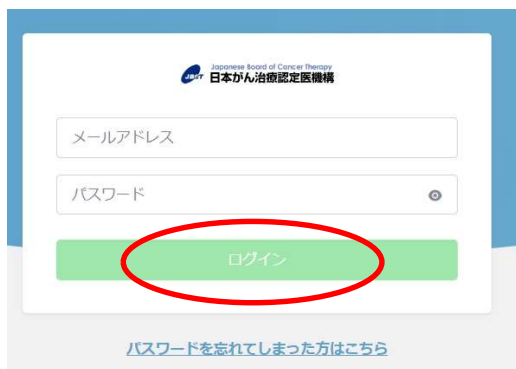 Japanese Board of Cancer Therapy
JBCT 日本がん治療認定医機構
メールアドレス
パスワード
ログイン
パスワードを忘れてしまった方はこちら